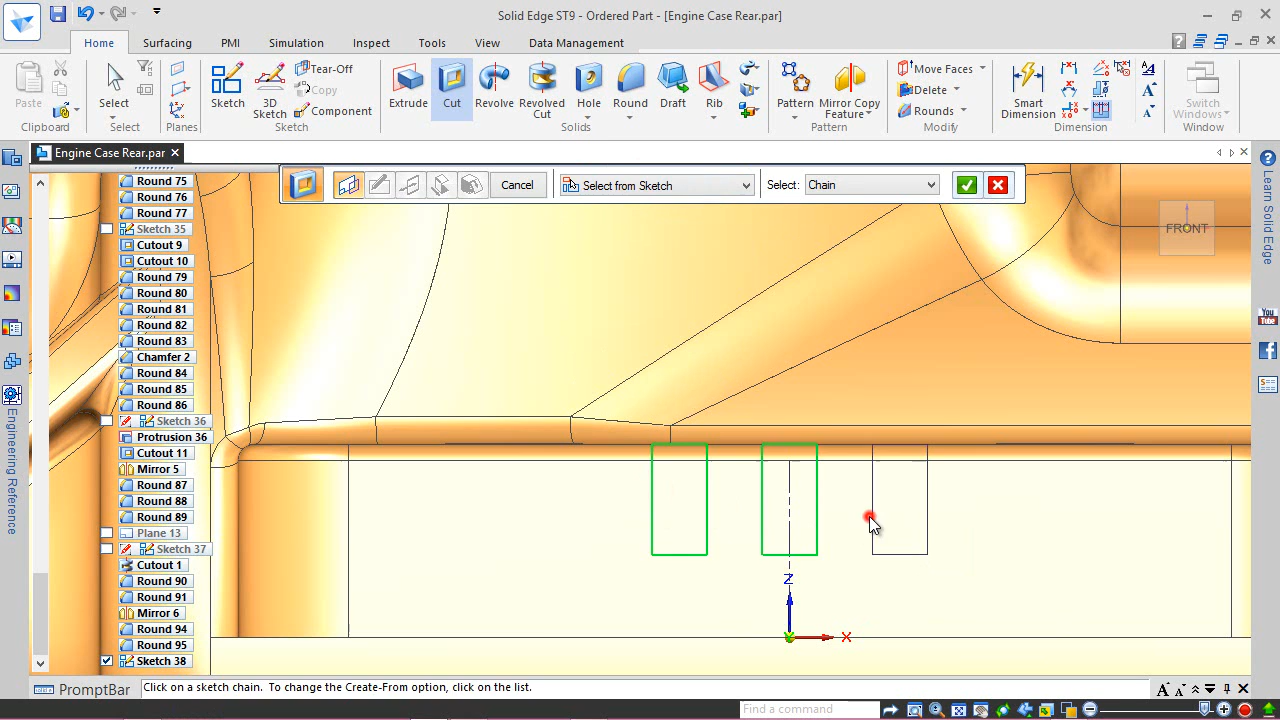 Solid Edge ST9 - Ordered Part - [Engine Case Rear.par]
Home
Surfacing
PMI
Simulation
Inspect
Tools
View
Data Management
Paste
Clipboard
Select
Select
Planes
Sketch
3D Sketch
Tear-Off
Copy
Component
Sketch
Extrude
Cut
Revolve
Revolved Cut
Hole
Round
Draft
Rib
Solids
Pattern
Mirror Copy Feature
Pattern
Move Faces
Delete
Rounds
Modify
Smart Dimension
Dimension
Switch Windows
Window
Engine Case Rear.par
Cancel
Select from Sketch
Select:
Chain
Round 75
Round 76
Round 77
Sketch 35
Cutout 9
Cutout 10
Round 79
Round 80
Round 81
Round 82
Round 83
Chamfer 2
Round 84
Round 85
Round 86
Sketch 36
Protrusion 36
Cutout 11
Mirror 5
Round 87
Round 88
Round 89
Plane 13
Sketch 37
Cutout 1
Round 90
Round 91
Mirror 6
Round 94
Round 95
Sketch 38
Engineering Reference
FRONT
Z
X
Learn Solid Edge
You Tube
PromptBar
Click on a sketch chain. To change the Create-From option, click on the list.
Find a command